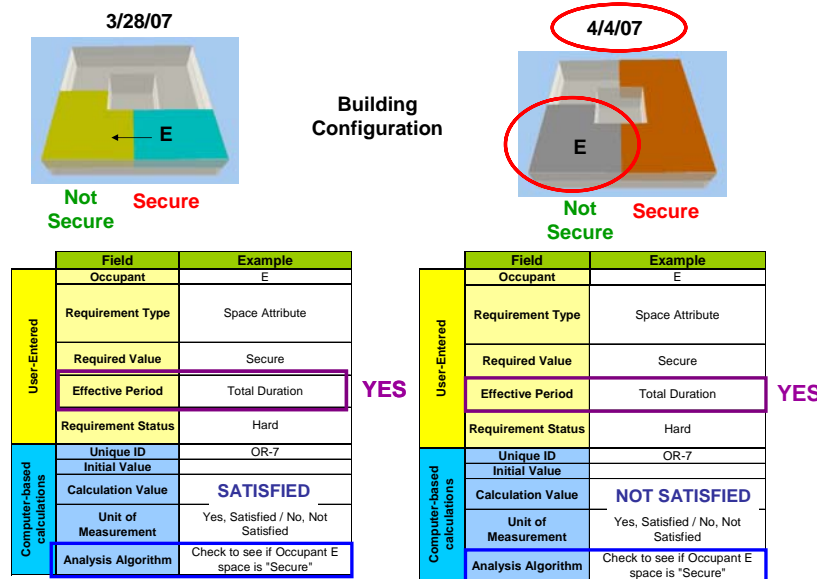 3/28/07
4/4/07
Building
Configuration
E
E
Not
Secure
Secure
Not
Secure
Secure
Field
Example
User-Entered
Occupant
E
Requirement Type
Space Attribute
Required Value
Secure
Effective Period
Total Duration
YES
Requirement Status
Hard
Computer-based
calculations
Unique ID
OR-7
Initial Value
Calculation Value
SATISFIED
Unit of
Measurement
Yes, Satisfied / No, Not
Satisfied
Analysis Algorithm
Check to see if Occupant E
space is "Secure"
Field
Example
User-Entered
Occupant
E
Requirement Type
Space Attribute
Required Value
Secure
Effective Period
Total Duration
YES
Requirement Status
Hard
Computer-based
calculations
Unique ID
OR-7
Initial Value
Calculation Value
NOT SATISFIED
Unit of
Measurement
Yes, Satisfied / No, Not
Satisfied
Analysis Algorithm
Check to see if Occupant E
space is "Secure"